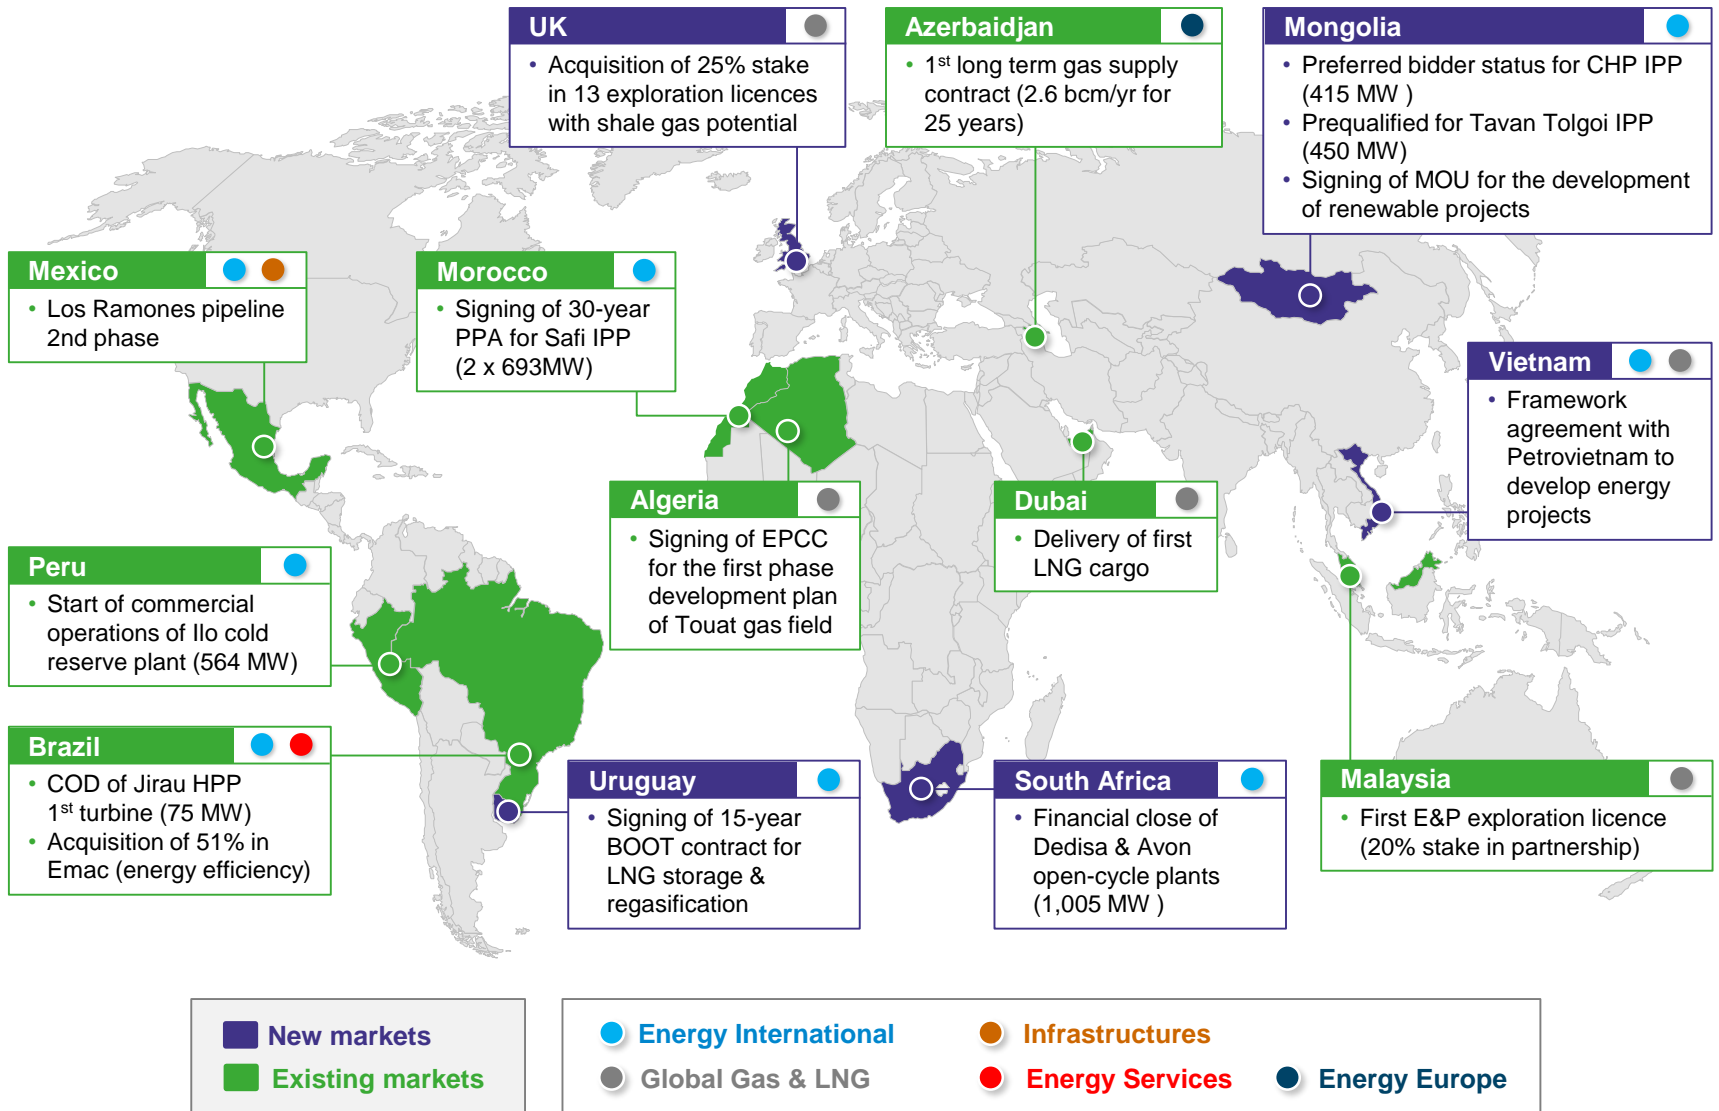 UK
• Acquisition of 25% stake
in 13 exploration licences
with shale gas potential
Azerbaidjan
• 1st long term gas supply
contract (2.6 bcm/yr for
25 years)
Mongolia
• Preferred bidder status for CHP IPP
(415 MW )
• Prequalified for Tavan Tolgoi IPP
(450 MW)
• Signing of MOU for the development
of renewable projects
Mexico
• Los Ramones pipeline
2nd phase
Morocco
• Signing of 30-year
PPA for Safi IPP
(2 x 693MW)
Vietnam
• Framework
agreement with
Petrovietnam to
develop energy
projects
Algeria
• Signing of EPCC
for the first phase
development plan
of Touat gas field
Dubai
• Delivery of first
LNG cargo
Peru
• Start of commercial
operations of Ilo cold
reserve plant (564 MW)
Brazil
• COD of Jirau HPP
1st turbine (75 MW)
• Acquisition of 51% in
Emac (energy efficiency)
Uruguay
• Signing of 15-year
BOOT contract for
LNG storage &
regasification
South Africa
• Financial close of
Dedisa & Avon
open-cycle plants
(1,005 MW )
Malaysia
• First E&P exploration licence
(20% stake in partnership)
New markets
Existing markets
Energy International
Infrastructures
Global Gas & LNG
Energy Services
Energy Europe